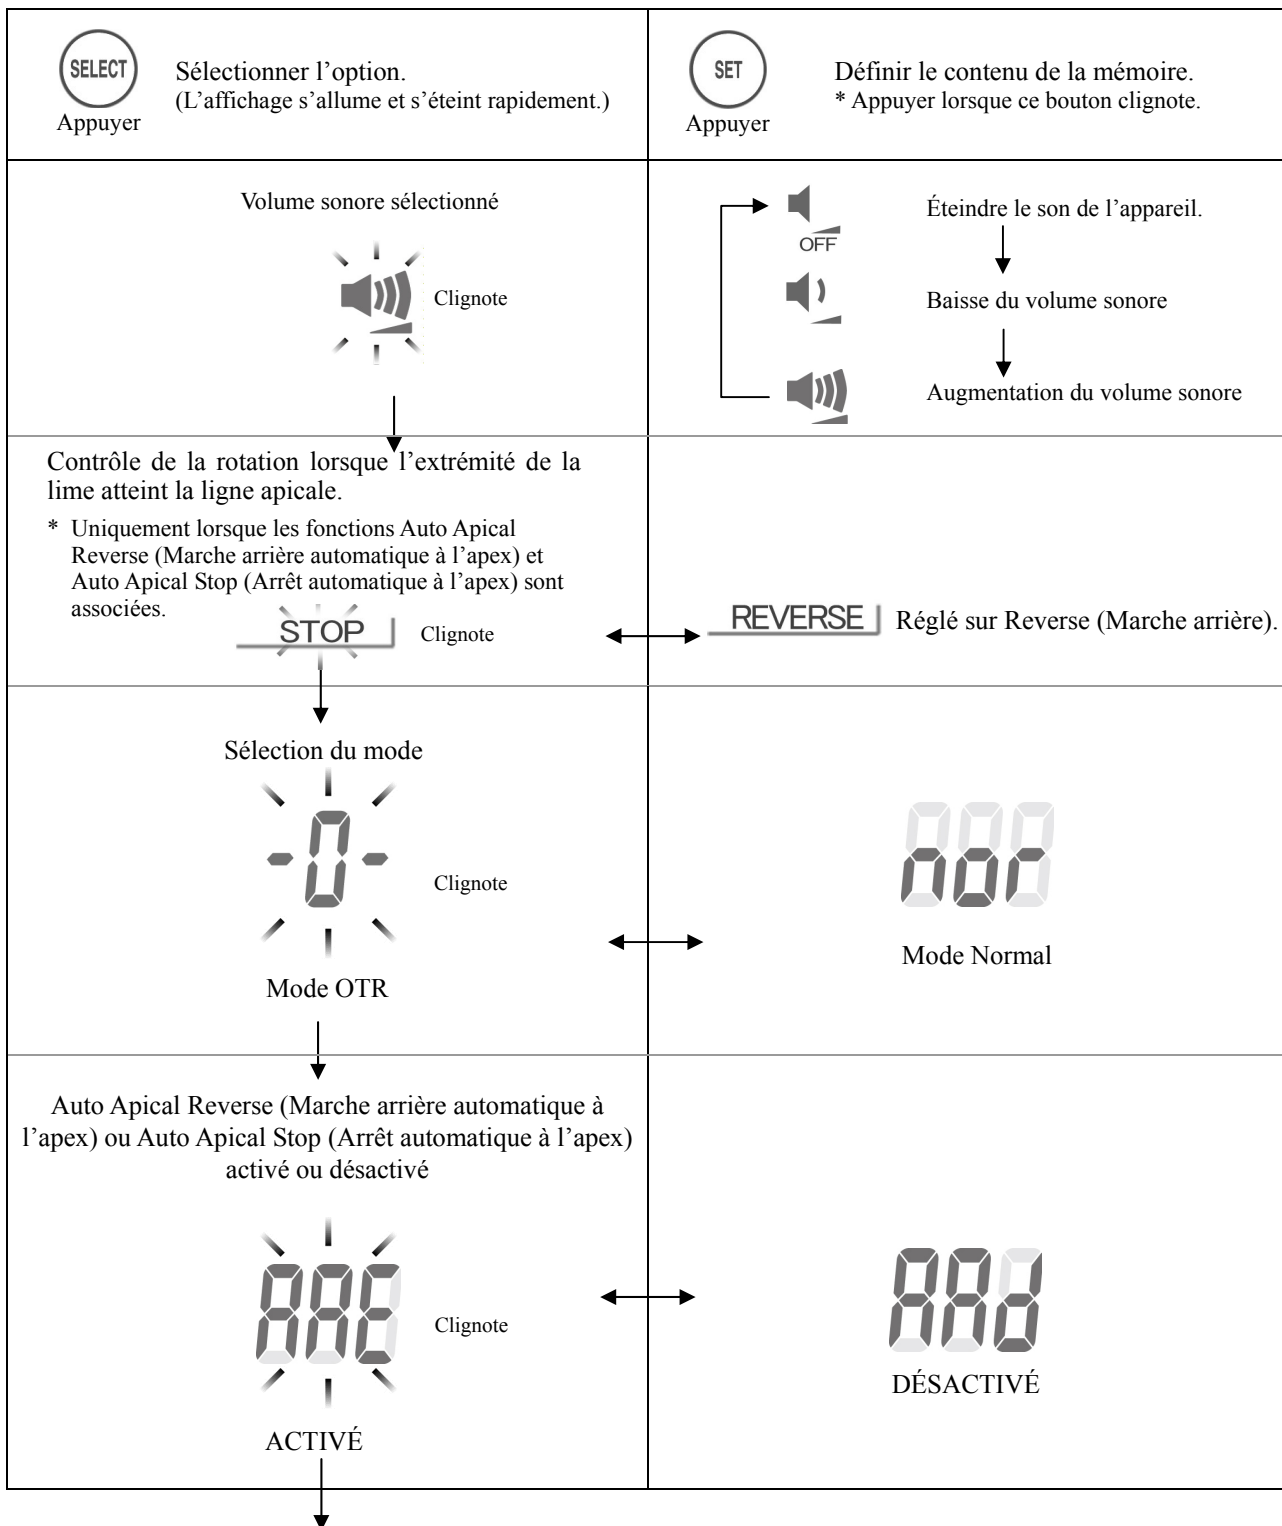 SELECT
Appuyer
Sélectionner l’option.
(L’affichage s’allume et s’éteint rapidement.)
SET
Appuyer
Définir le contenu de la mémoire.
* Appuyer lorsque ce bouton clignote.
Volume sonore sélectionné
Clignote
OFF
Éteindre le son de l’appareil.
Baisse du volume sonore
Augmentation du volume sonore
Contrôle de la rotation lorsque l’extrémité de la
lime atteint la ligne apicale.
* Uniquement lorsque les fonctions Auto Apical
Reverse (Marche arrière automatique à l’apex) et
Auto Apical Stop (Arrêt automatique à l’apex) sont
associées.
STOP
Clignote
REVERSE
Réglé sur Reverse (Marche arrière).
Sélection du mode
-0-
Clignote
Mode OTR
nor
Mode Normal
Auto Apical Reverse (Marche arrière automatique à
l’apex) ou Auto Apical Stop (Arrêt automatique à l’apex)
activé ou désactivé
AAE
Clignote
ACTIVÉ
AAd
DÉSACTIVÉ